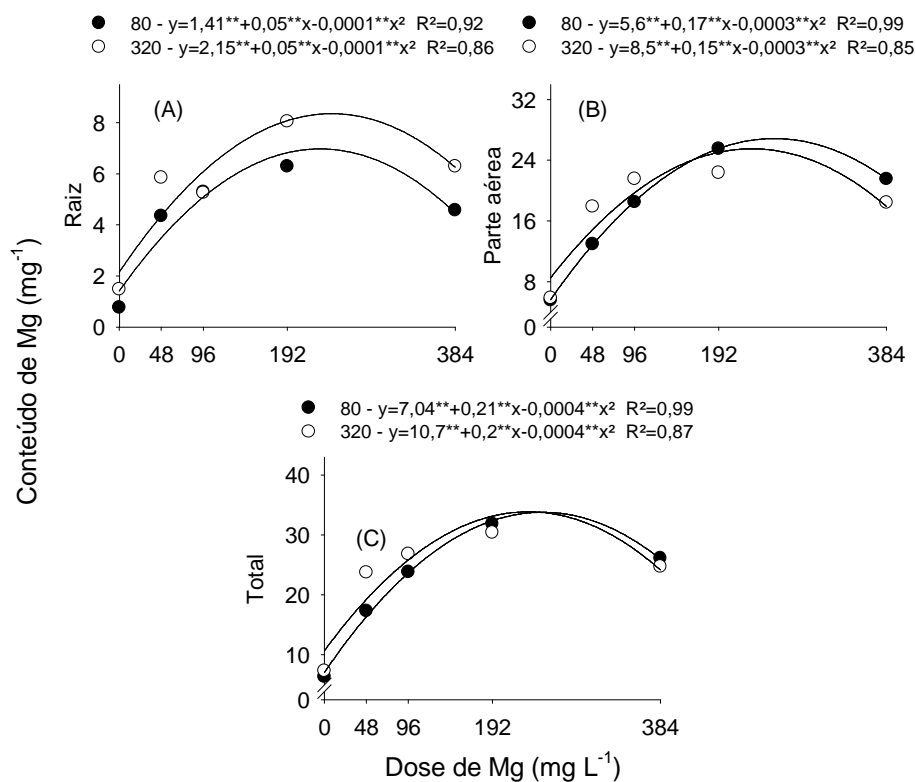 80 - y=1,41**+0,05**x-0,0001**x² R²=0,92
320 - y=2,15**+0,05**x-0,0001**x² R²=0,86
80 - y=5,6**+0,17**x-0,0003**x² R²=0,99
320 - y=8,5**+0,15**x-0,0003**x² R²=0,85
(A)
Raiz
8
6
4
2
0
0 48 96 192 384
(B)
Parte aérea
32
24
16
8
0
0 48 96 192 384
Conteúdo de Mg (mg⁻¹)
80 - y=7,04**+0,21**x-0,0004**x² R²=0,99
320 - y=10,7**+0,2**x-0,0004**x² R²=0,87
(C)
Total
40
30
20
10
0
0 48 96 192 384
Dose de Mg (mg L⁻¹)